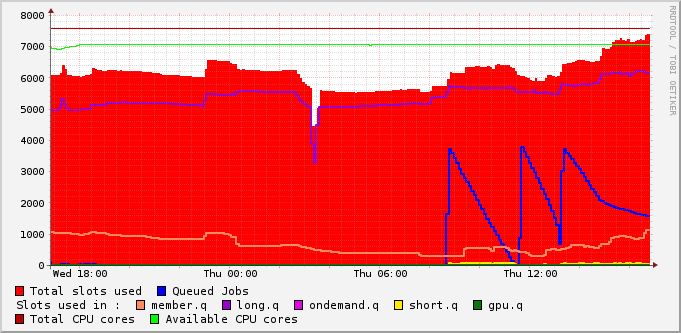 8000
7000
6000
5000
4000
3000
2000
1000
0
Wed 18:00 Thu 00:00 Thu 06:00 Thu 12:00
Total slots used Queued Jobs
Slots used in : member.q long.q ondemand.q short.q gpu.q
Total CPU cores Available CPU cores
RRDTOOL / TOBI OETIKER